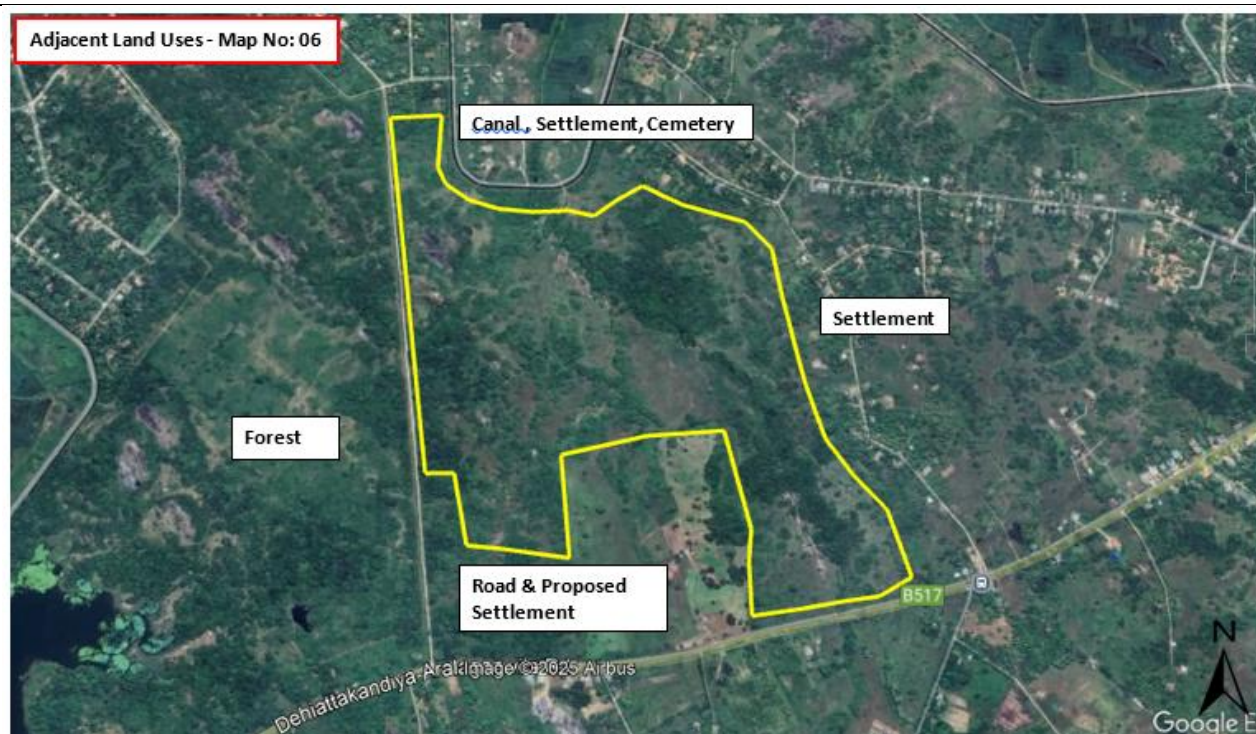 Adjacent Land Uses - Map No: 06
Canal , Settlement, Cemetery
Settlement
Forest
Road & Proposed
Settlement
B517
Dehiattakandiya-
Image © 2025 Airbus
N
Google E